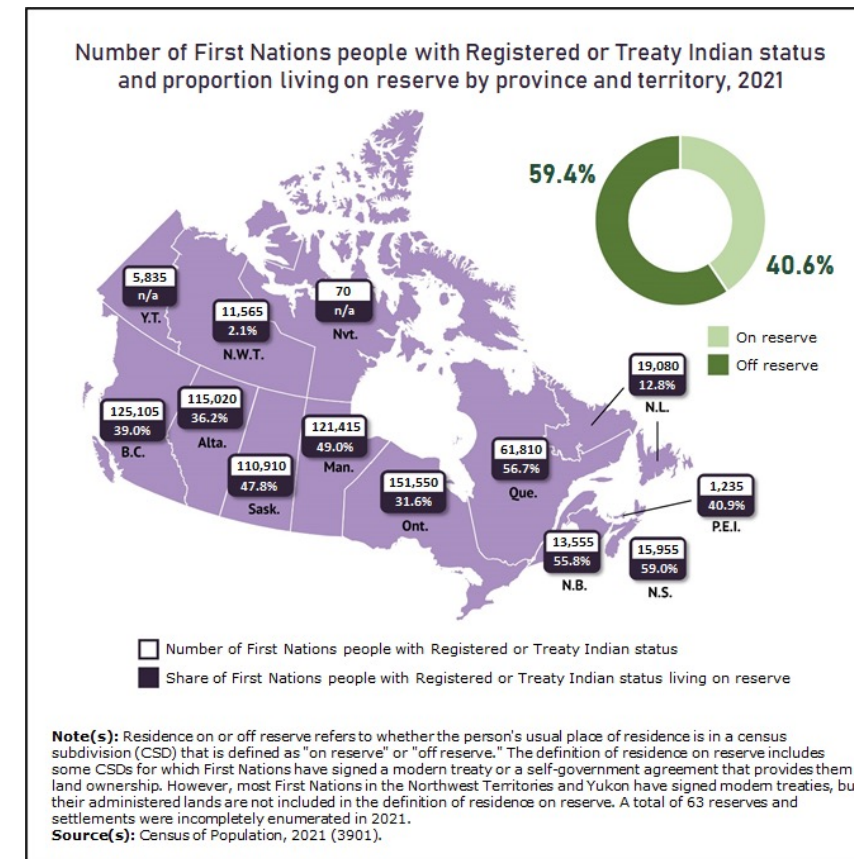 Number of First Nations people with Registered or Treaty Indian status
and proportion living on reserve by province and territory, 2021
59.4%
40.6%
On reserve
Off reserve
5,835
n/a
Y.T.
11,565
2.1%
N.W.T.
70
n/a
Nvt.
19,080
12.8%
N.L.
125,105
39.0%
B.C.
115,020
36.2%
Alta.
110,910
47.8%
Sask.
121,415
49.0%
Man.
151,550
31.6%
Ont.
61,810
56.7%
Que.
1,235
40.9%
P.E.I.
13,555
55.8%
N.B.
15,955
59.0%
N.S.
Number of First Nations people with Registered or Treaty Indian status
Share of First Nations people with Registered or Treaty Indian status living on reserve
Note(s): Residence on or off reserve refers to whether the person's usual place of residence is in a census
subdivision (CSD) that is defined as "on reserve" or "off reserve." The definition of residence on reserve includes
some CSDs for which First Nations have signed a modern treaty or a self-government agreement that provides them
land ownership. However, most First Nations in the Northwest Territories and Yukon have signed modern treaties, bu
their administered lands are not included in the definition of residence on reserve. A total of 63 reserves and
settlements were incompletely enumerated in 2021.
Source(s): Census of Population, 2021 (3901).